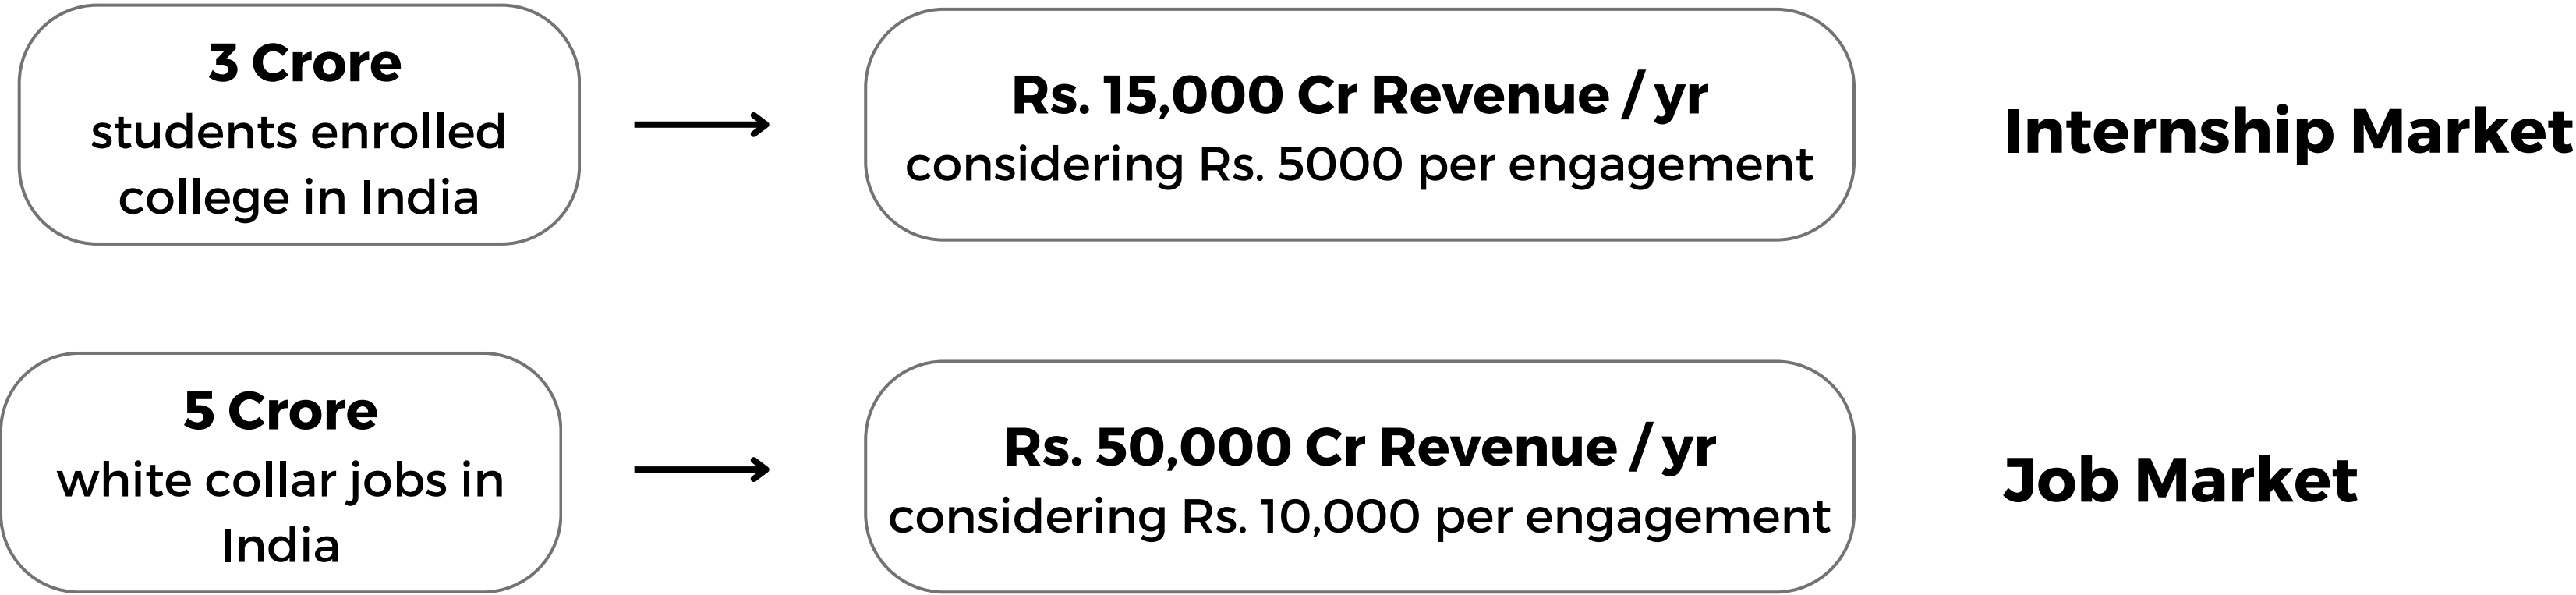 3 Crore
students enrolled
college in India
Rs. 15,000 Cr Revenue / yr
considering Rs. 5000 per engagement
Internship Market
5 Crore
white collar jobs in
India
Rs. 50,000 Cr Revenue / yr
considering Rs. 10,000 per engagement
Job Market